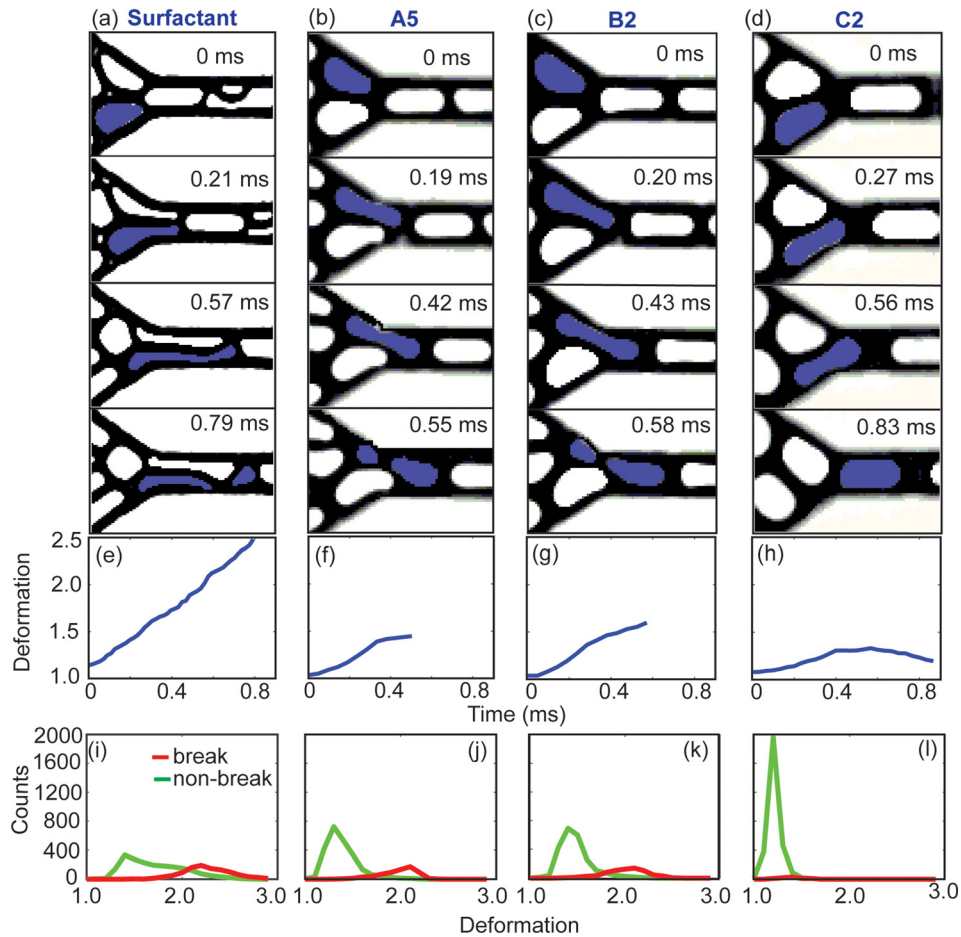 (a) Surfactant (b) A5 (c) B2 (d) C2
0 ms 0 ms 0 ms 0 ms
0.21 ms 0.19 ms 0.20 ms 0.27 ms
0.57 ms 0.42 ms 0.43 ms 0.56 ms
0.79 ms 0.55 ms 0.58 ms 0.83 ms
Deformation
2.5
2.0
1.5
1.0
(e) (f) (g) (h)
0 0.4 0.8 0 0.4 0.8 0 0.4 0.8 0 0.4 0.8
Time (ms)
Counts
2000
1600
1200
800
400
0
(i) (j) (k) (l)
break
non-break
1.0 2.0 3.0 1.0 2.0 3.0 1.0 2.0 3.0 1.0 2.0 3.0
Deformation